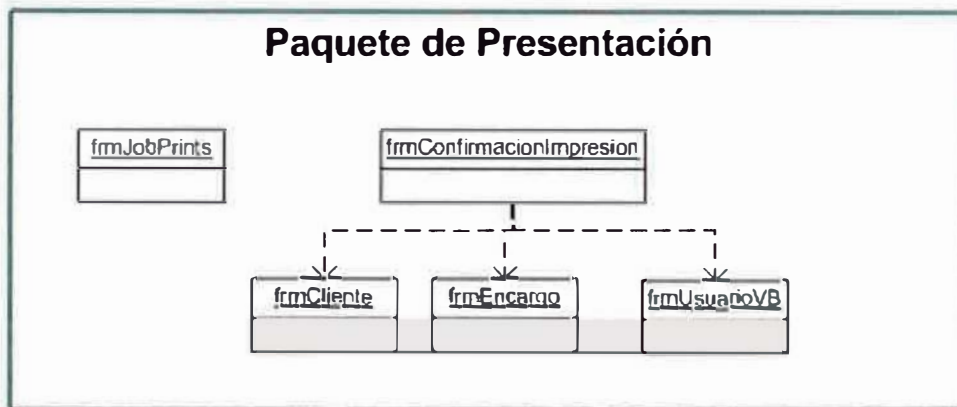 Paquete de Presentación
frmJobPrints
frmConfirmacionImpresion
frmCliente
frmEncargo
frmUsuarioVB